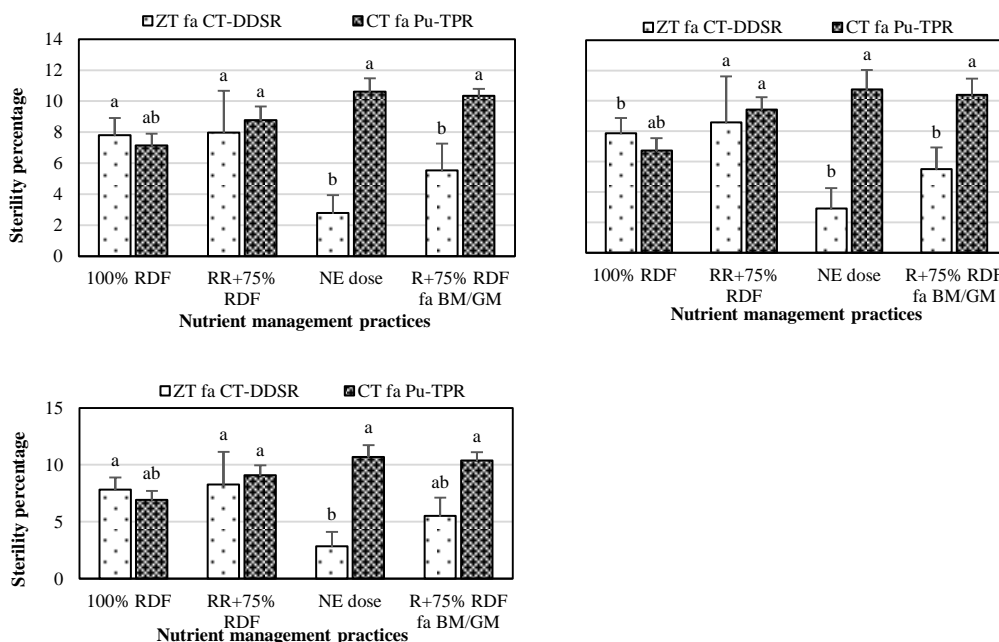 ZT fa CT-DDSR CT fa Pu-TPR
14
12
10
8
6
4
2
0
Sterility percentage
a ab a a b a b a
100% RDF RR+75% RDF NE dose R+75% RDF fa BM/GM
Nutrient management practices
ZT fa CT-DDSR CT fa Pu-TPR
b ab a a b a b a
100% RDF RR+75% RDF NE dose R+75% RDF fa BM/GM
Nutrient management practices
ZT fa CT-DDSR CT fa Pu-TPR
15
10
5
0
Sterility percentage
a ab a a b a ab a
100% RDF RR+75% RDF NE dose R+75% RDF fa BM/GM
Nutrient management practices